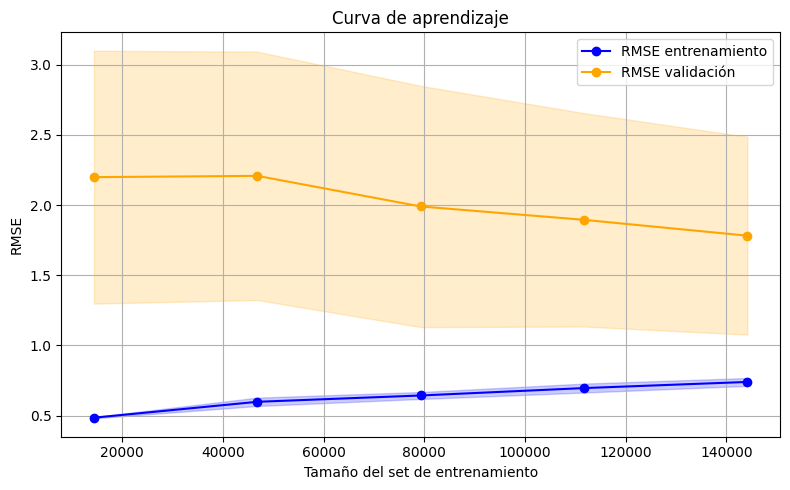 Curva de aprendizaje
RMSE entrenamiento
RMSE validación
3.0
2.5
2.0
1.5
1.0
0.5
RMSE
20000
40000
60000
80000
100000
120000
140000
Tamaño del set de entrenamiento